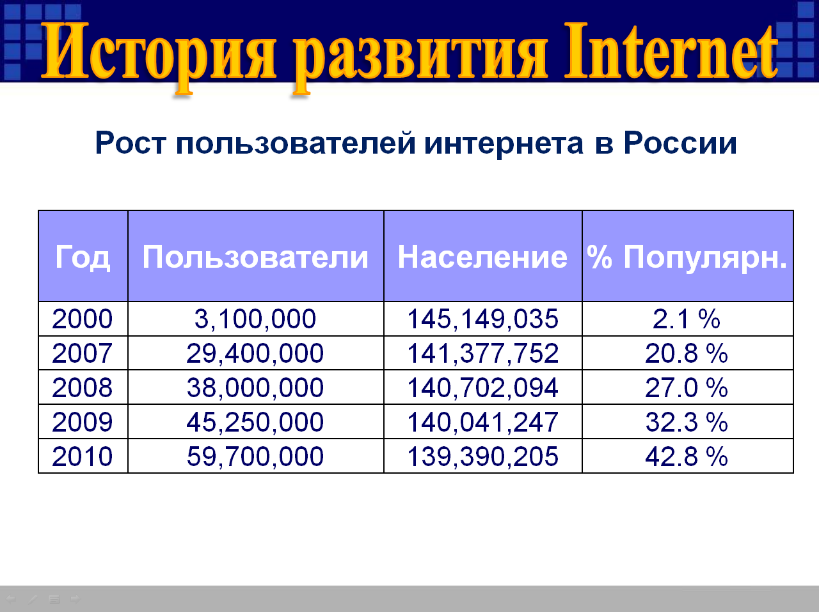 История развития Internet
Рост пользователей интернета в России
Год Пользователи Население % Популярн.
2000 3,100,000 145,149,035 2.1 %
2007 29,400,000 141,377,752 20.8 %
2008 38,000,000 140,702,094 27.0 %
2009 45,250,000 140,041,247 32.3 %
2010 59,700,000 139,390,205 42.8 %